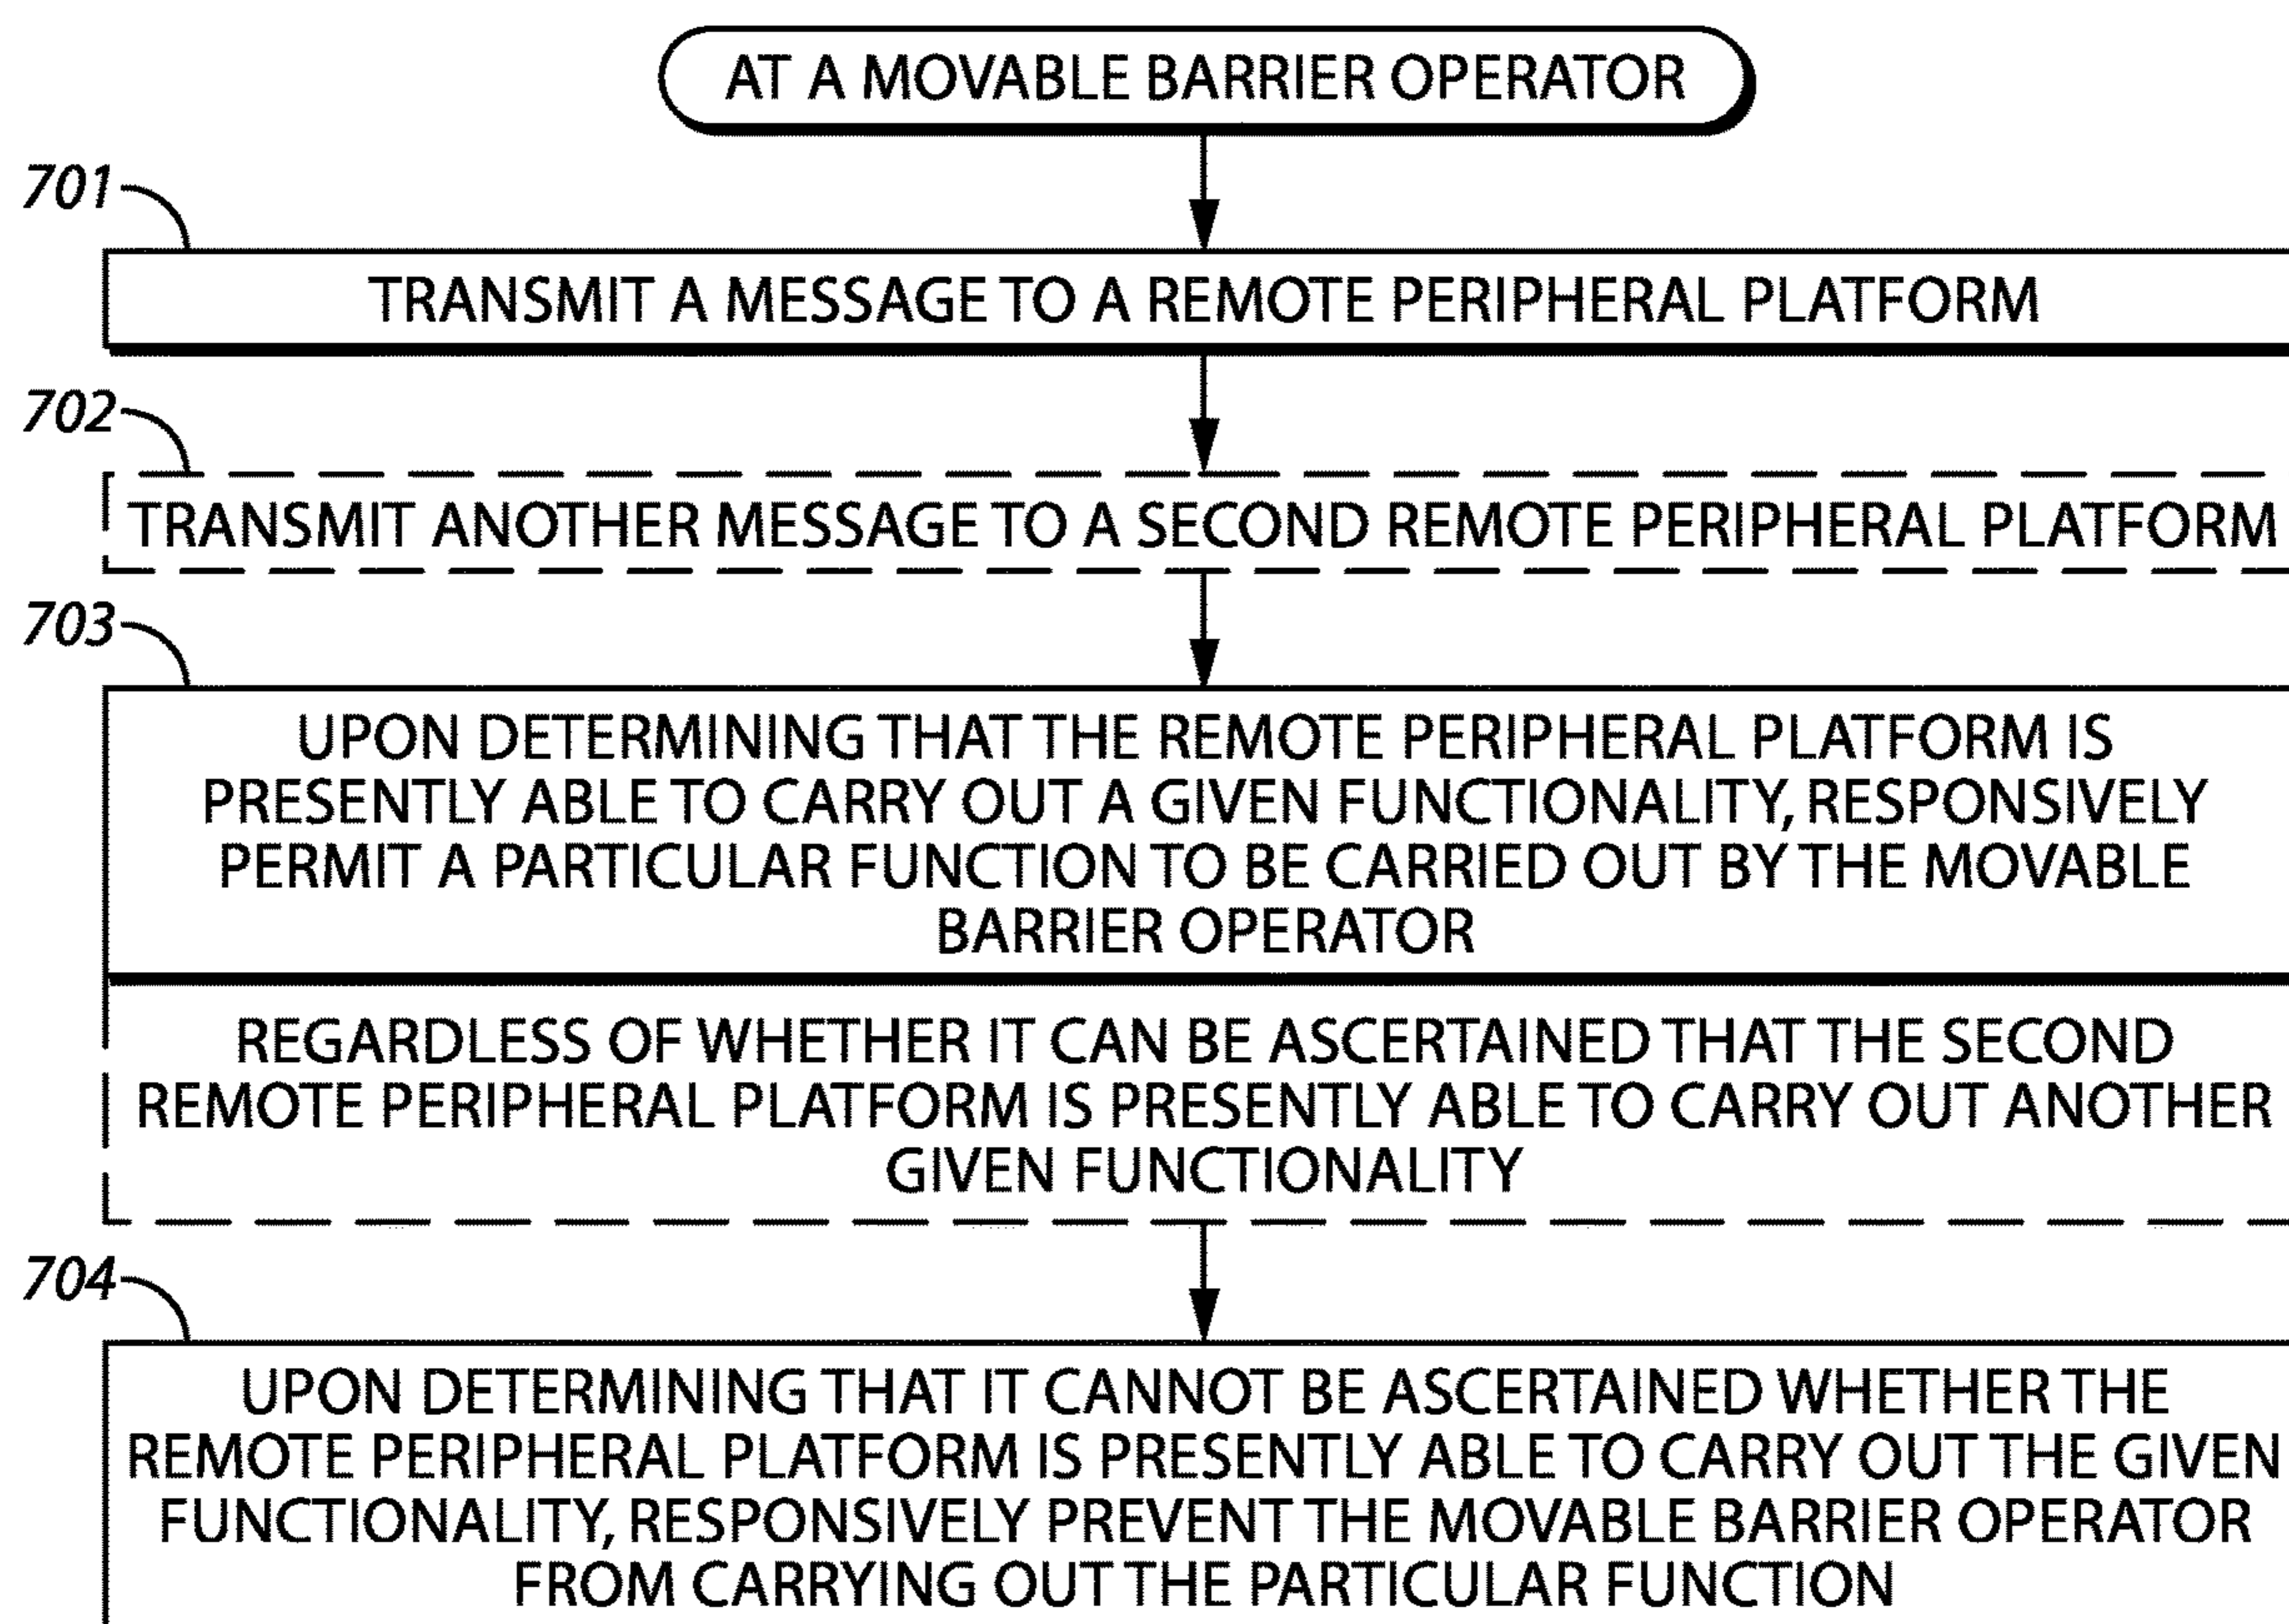 AT A MOVABLE BARRIER OPERATOR
701
TRANSMIT A MESSAGE TO A REMOTE PERIPHERAL PLATFORM
702
TRANSMIT ANOTHER MESSAGE TO A SECOND REMOTE PERIPHERAL PLATFORM
703
UPON DETERMINING THAT THE REMOTE PERIPHERAL PLATFORM IS
PRESENTLY ABLE TO CARRY OUT A GIVEN FUNCTIONALITY, RESPONSIVELY
PERMIT A PARTICULAR FUNCTION TO BE CARRIED OUT BY THE MOVABLE
BARRIER OPERATOR
REGARDLESS OF WHETHER IT CAN BE ASCERTAINED THAT THE SECOND
REMOTE PERIPHERAL PLATFORM IS PRESENTLY ABLE TO CARRY OUT ANOTHER
GIVEN FUNCTIONALITY
704
UPON DETERMINING THAT IT CANNOT BE ASCERTAINED WHETHER THE
REMOTE PERIPHERAL PLATFORM IS PRESENTLY ABLE TO CARRY OUT THE GIVEN
FUNCTIONALITY, RESPONSIVELY PREVENT THE MOVABLE BARRIER OPERATOR
FROM CARRYING OUT THE PARTICULAR FUNCTION